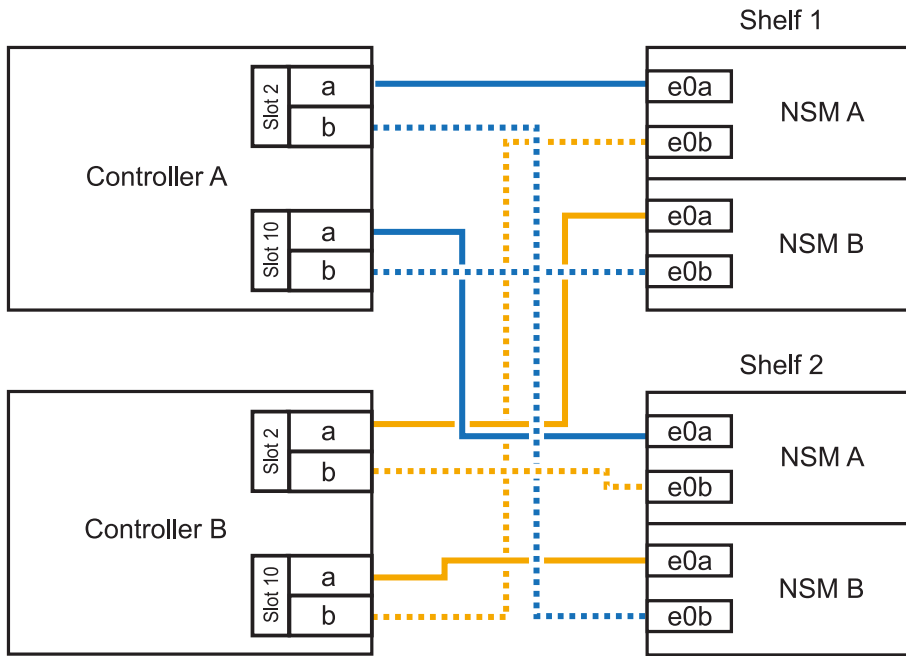 Shelf 1
Controller A
Slot 2
a
b
Slot 10
a
b
e0a
e0b
NSM A
e0a
e0b
NSM B
Shelf 2
Controller B
Slot 2
a
b
Slot 10
a
b
e0a
e0b
NSM A
e0a
e0b
NSM B